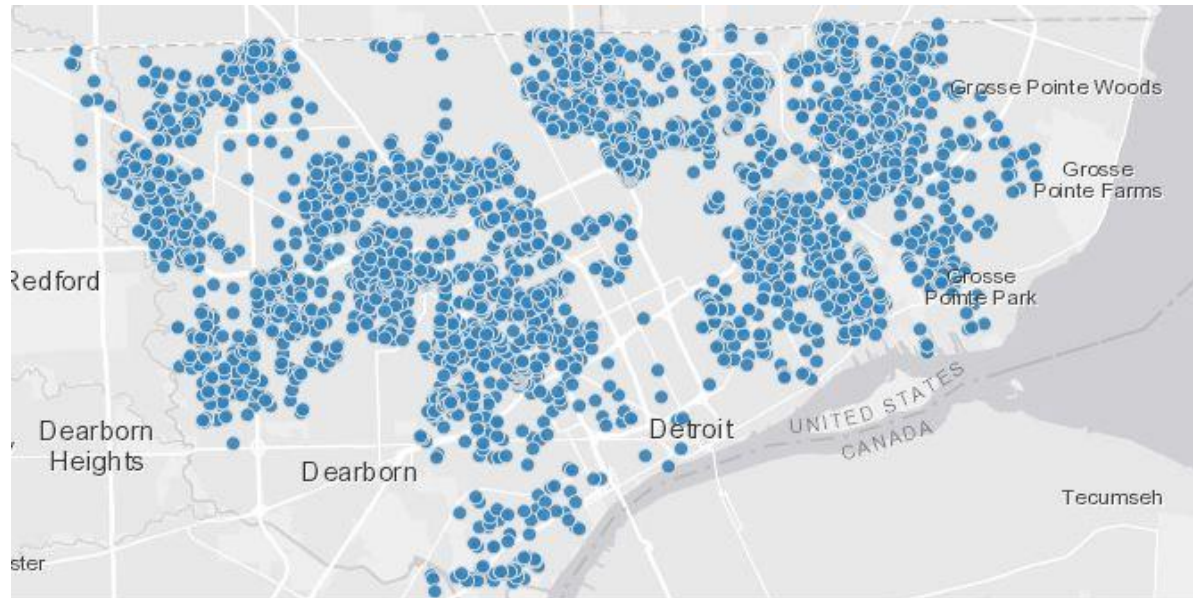 Grosse Pointe Woods
Grosse
Pointe Farms
Redford
Grosse
Pointe Park
UNITED STATES
CANADA
Dearborn
Heights
Detroit
Dearborn
Tecumseh
ster